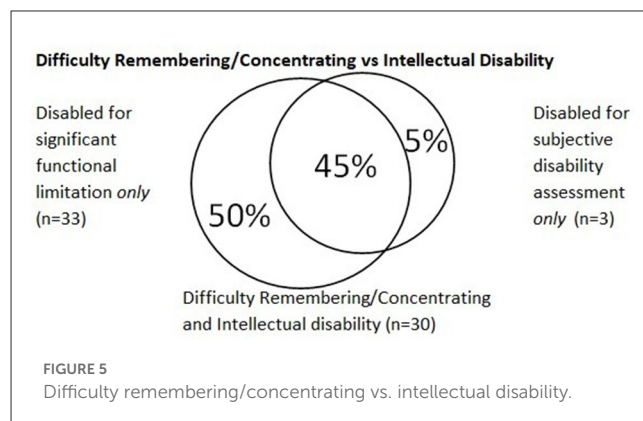 Difficulty Remembering/Concentrating vs Intellectual Disability
Disabled for
significant
functional
limitation only
(n=33)
50%
45%
5%
Disabled for
subjective
disability
assessment
only (n=3)
Difficulty Remembering/Concentrating
and Intellectual disability (n=30)
FIGURE 5
Difficulty remembering/concentrating vs. intellectual disability.